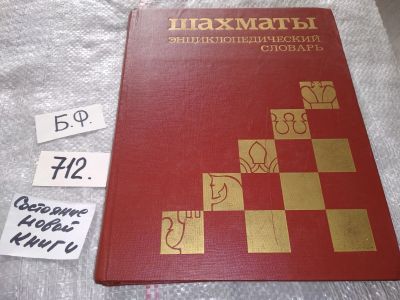 шахматы
энциклопедический
словарь
Б.Ф.
712.
Состояние
новой
книги